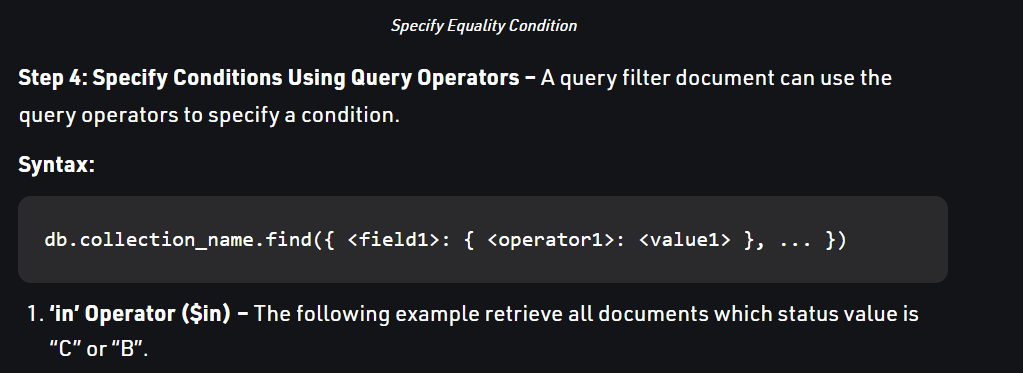 Specify Equality Condition
Step 4: Specify Conditions Using Query Operators – A query filter document can use the
query operators to specify a condition.
Syntax:
db.collection_name.find({ <field1>: { <operator1>: <value1> }, ... })
1. ‘in’ Operator ($in) – The following example retrieve all documents which status value is
“C” or “B”.